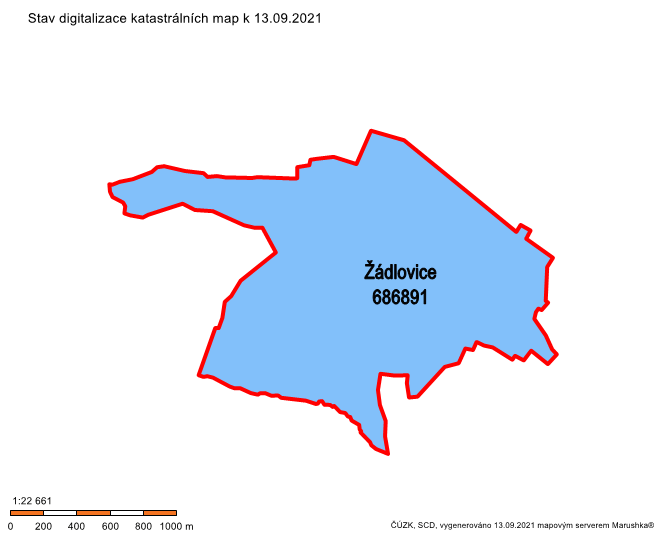 Stav digitalizace katastrálních map k 13.09.2021
Žádlovice
686891
1:22 661
0 200 400 600 800 1000 m
ČÚZK, SCD, vygenerováno 13.09.2021 mapovým serverem Marushka®